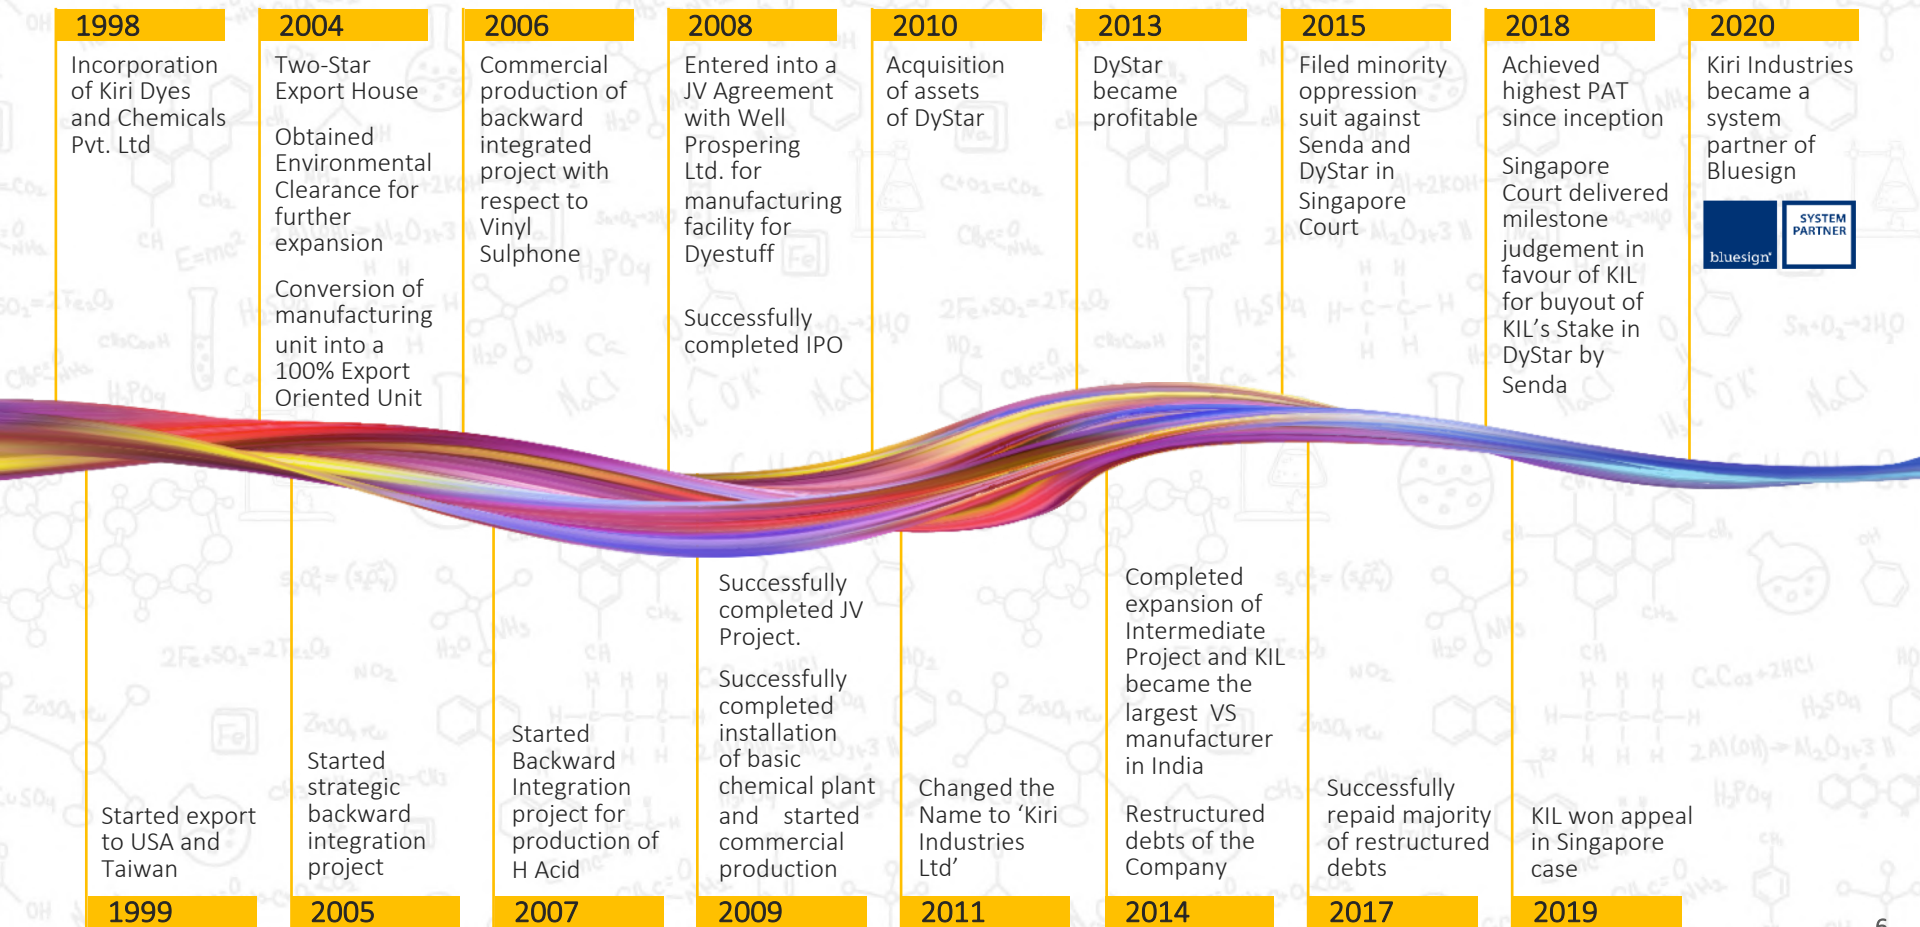 1998
Incorporation
of Kiri Dyes
and Chemicals
Pvt. Ltd
2004
Two-Star
Export House
Obtained
Environmental
Clearance for
further
expansion
Conversion of
manufacturing
unit into a
100% Export
Oriented Unit
2006
Commercial
production of
backward
integrated
project with
respect to
Vinyl
Sulphone
2008
Entered into a
JV Agreement
with Well
Prospering
Ltd. for
manufacturing
facility for
Dyestuff
Successfully
completed IPO
2010
Acquisition
of assets
of DyStar
2013
DyStar
became
profitable
2015
Filed minority
oppression
suit against
Senda and
DyStar in
Singapore
Court
2018
Achieved
highest PAT
since inception
Singapore
Court delivered
milestone
judgement in
favour of KIL
for buyout of
KIL’s Stake in
DyStar by
Senda
2020
Kiri Industries
became a
system
partner of
Bluesign
bluesign®
SYSTEM
PARTNER
Started export
to USA and
Taiwan
1999
Started
strategic
backward
integration
project
2005
Started
Backward
Integration
project for
production of
H Acid
2007
Successfully
completed JV
Project.
Successfully
completed
installation
of basic
chemical plant
and started
commercial
production
2009
Changed the
Name to ‘Kiri
Industries
Ltd’
2011
Completed
expansion of
Intermediate
Project and KIL
became the
largest VS
manufacturer
in India
Restructured
debts of the
Company
2014
Successfully
repaid majority
of restructured
debts
2017
KIL won appeal
in Singapore
case
2019
6